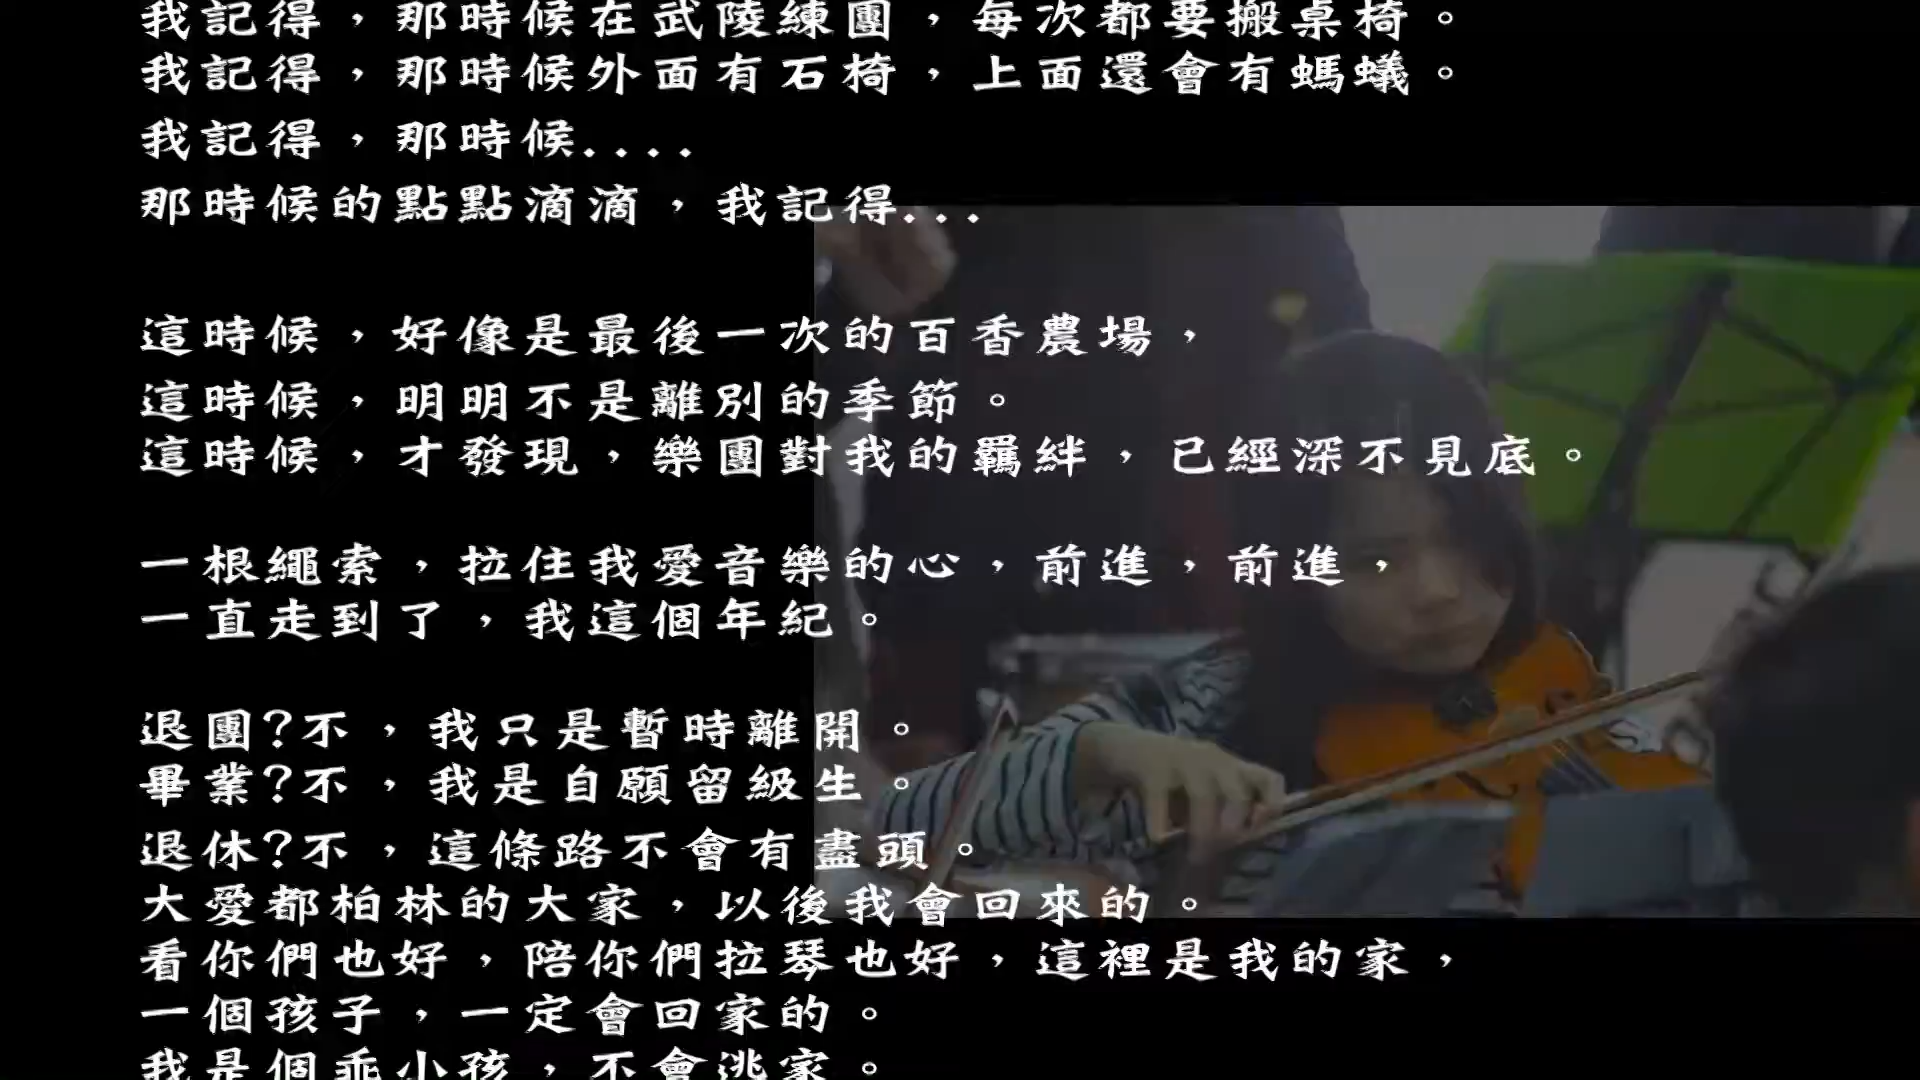 我記得，那時候在武陵練團，每次都要搬桌椅。
我記得，那時候外面有石椅，上面還會有螞蟻。
我記得，那時候....
那時候的點點滴滴，我記得...
這時候，好像是最後一次的百香農場，
這時候，明明不是離別的季節。
這時候，才發現，樂團對我的羈絆，已經深不見底。
一根繩索，拉住我愛音樂的心，前進，前進，
一直走到了，我這個年紀。
退團?不，我只是暫時離開。
畢業?不，我是自願留級生。
退休?不，這條路不會有盡頭。
大愛都柏林的大家，以後我會回來的。
看你們也好，陪你們拉琴也好，這裡是我的家，
一個孩子，一定會回家的。
我是個乖小孩，不會逃家。